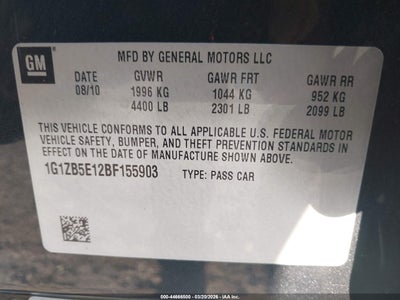 GM
MFD BY GENERAL MOTORS LLC
DATE GVWR GAWR FRT GAWR RR
08/10 1996 KG 1044 KG 952 KG
4400 LB 2301 LB 2099 LB
THIS VEHICLE CONFORMS TO ALL APPLICABLE U.S. FEDERAL MOTOR
VEHICLE SAFETY, BUMPER, AND THEFT PREVENTION STANDARDS IN
EFFECT ON THE DATE OF MANUFACTURE SHOWN ABOVE.
1G1ZB5E12BF155903 TYPE: PASS CAR
000-44666500 - 03/20/2026 - IAA, Inc.